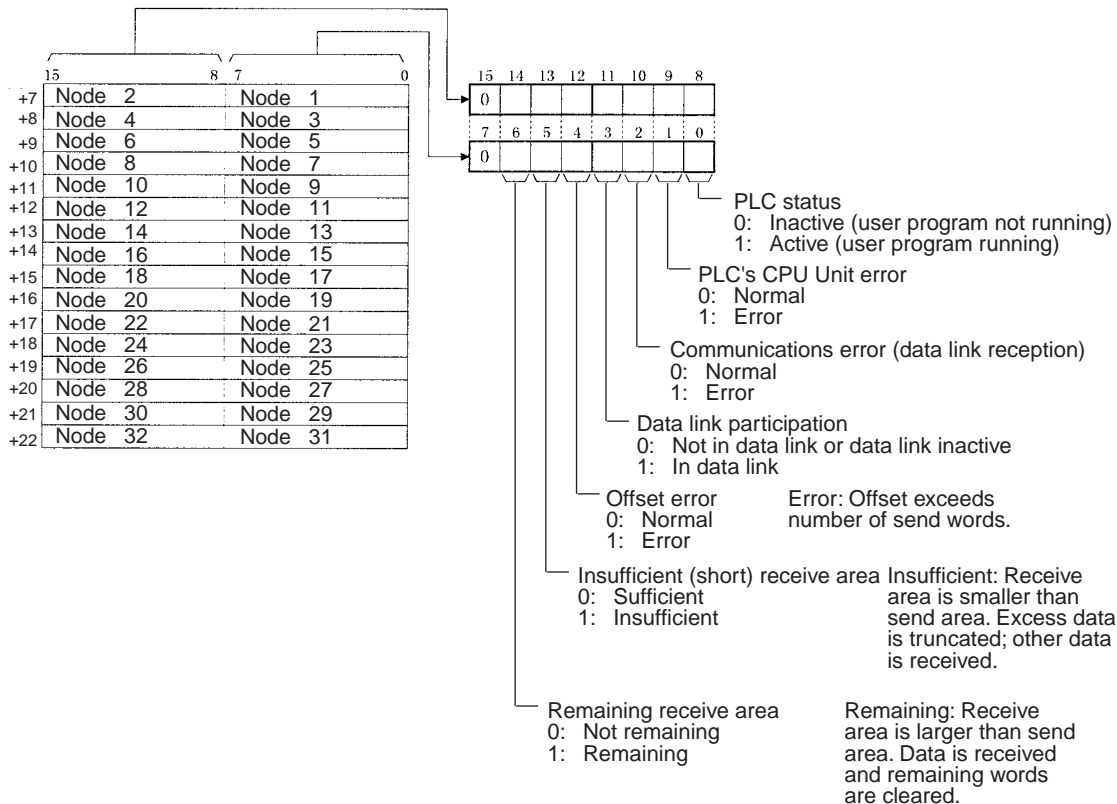 15 8 7 0
+7 Node 2 Node 1
+8 Node 4 Node 3
+9 Node 6 Node 5
+10 Node 8 Node 7
+11 Node 10 Node 9
+12 Node 12 Node 11
+13 Node 14 Node 13
+14 Node 16 Node 15
+15 Node 18 Node 17
+16 Node 20 Node 19
+17 Node 22 Node 21
+18 Node 24 Node 23
+19 Node 26 Node 25
+20 Node 28 Node 27
+21 Node 30 Node 29
+22 Node 32 Node 31
15 14 13 12 11 10 9 8
0
7 6 5 4 3 2 1 0
0
PLC status
0: Inactive (user program not running)
1: Active (user program running)
PLC's CPU Unit error
0: Normal
1: Error
Communications error (data link reception)
0: Normal
1: Error
Data link participation
0: Not in data link or data link inactive
1: In data link
Offset error
0: Normal
1: Error
Error: Offset exceeds
number of send words.
Insufficient (short) receive area
0: Sufficient
1: Insufficient
Insufficient: Receive
area is smaller than
send area. Excess data
is truncated; other data
is received.
Remaining receive area
0: Not remaining
1: Remaining
Remaining: Receive
area is larger than send
area. Data is received
and remaining words
are cleared.